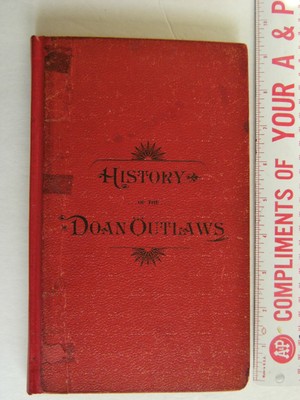 HISTORY
OF THE
DOAN OUTLAWS
COMPLIMENTS OF YOUR A & P
A&P